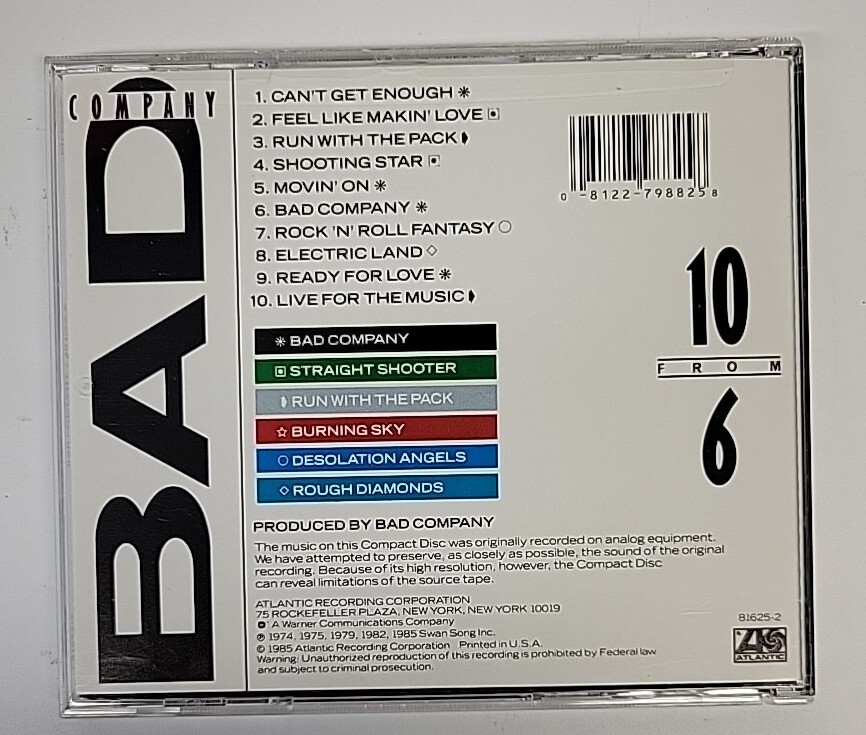 COMPANY
BAD
1. CAN'T GET ENOUGH ✳
2. FEEL LIKE MAKIN' LOVE ▣
3. RUN WITH THE PACK ◗
4. SHOOTING STAR ▣
5. MOVIN' ON ✳
6. BAD COMPANY ✳
7. ROCK 'N' ROLL FANTASY ○
8. ELECTRIC LAND ◇
9. READY FOR LOVE ✳
10. LIVE FOR THE MUSIC ◗
✳ BAD COMPANY
▣ STRAIGHT SHOOTER
◗ RUN WITH THE PACK
☆ BURNING SKY
○ DESOLATION ANGELS
◇ ROUGH DIAMONDS
PRODUCED BY BAD COMPANY
The music on this Compact Disc was originally recorded on analog equipment.
We have attempted to preserve, as closely as possible, the sound of the original
recording. Because of its high resolution, however, the Compact Disc
can reveal limitations of the source tape.
ATLANTIC RECORDING CORPORATION
75 ROCKEFELLER PLAZA, NEW YORK, NEW YORK 10019
A Warner Communications Company
℗ 1974, 1975, 1979, 1982, 1985 Swan Song Inc.
© 1985 Atlantic Recording Corporation Printed in U.S.A.
Warning: Unauthorized reproduction of this recording is prohibited by Federal law
and subject to criminal prosecution.
0 -8122-79882 5 8
10
FROM
6
81625-2
ATLANTIC